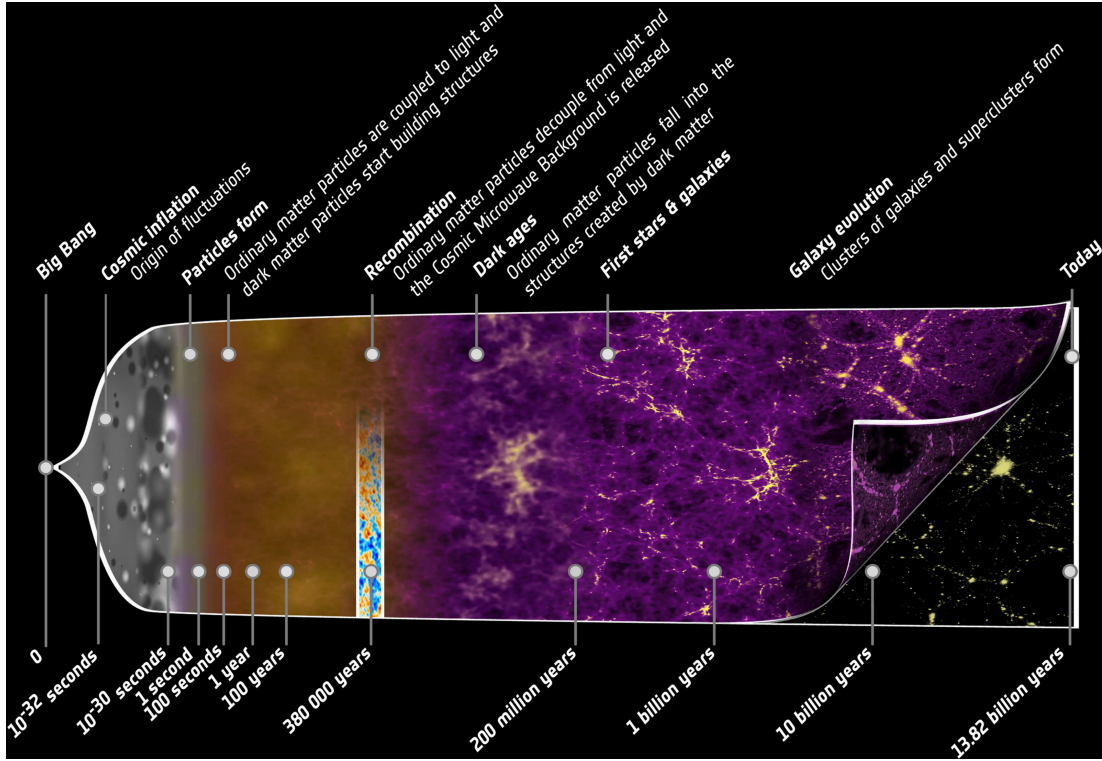 Big Bang
Cosmic inflation
Origin of fluctuations
Particles form
Ordinary matter particles are coupled to light and
dark matter particles start building structures
Recombination
Ordinary matter particles decouple from light and
the Cosmic Microwave Background is released
Dark ages
Ordinary matter particles fall into the
structures created by dark matter
First stars & galaxies
Galaxy evolution
Clusters of galaxies and superclusters form
Today
0
10-32 seconds
10-30 seconds
1 second
100 seconds
1 year
100 years
380 000 years
200 million years
1 billion years
10 billion years
13.82 billion years